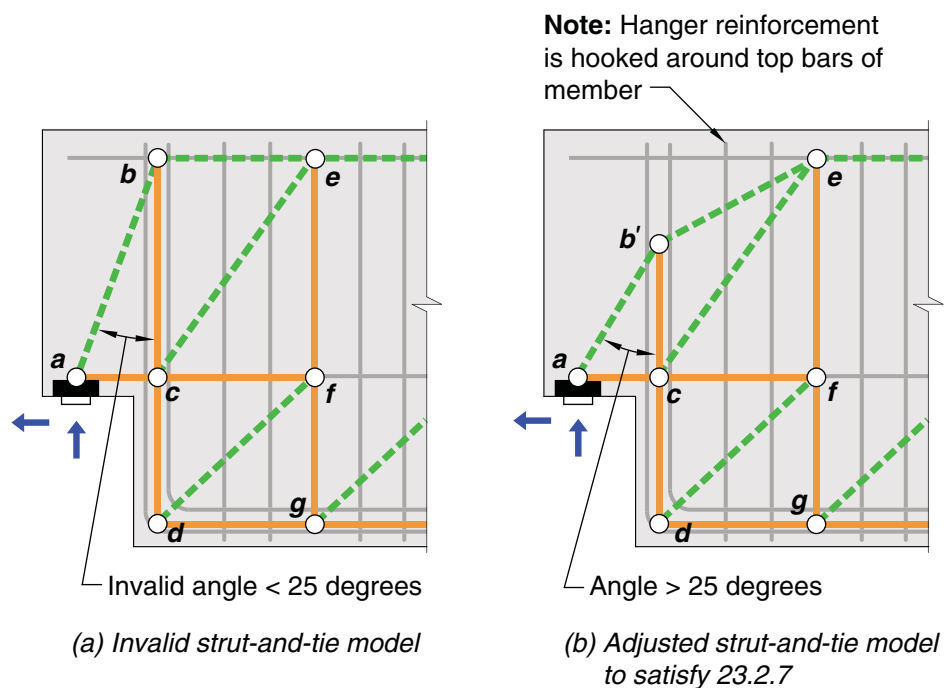 Note: Hanger reinforcement
is hooked around top bars of
member
b
e
a
c
f
d
g
Invalid angle < 25 degrees
(a) Invalid strut-and-tie model
e
b'
a
c
f
d
g
Angle > 25 degrees
(b) Adjusted strut-and-tie model
to satisfy 23.2.7